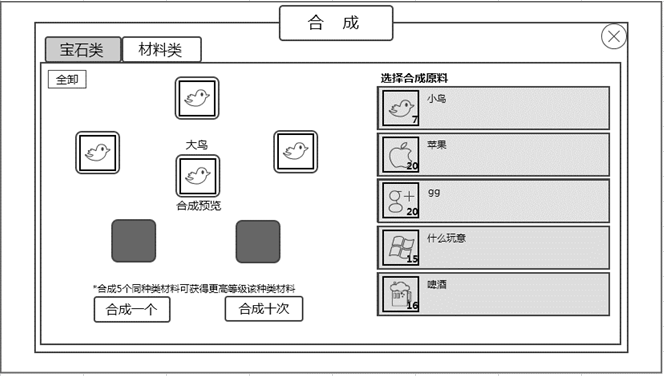 合 成
宝石类 材料类
全卸
大鸟
合成预览
*合成5个同种类材料可获得更高等级该种类材料
合成一个 合成十次
选择合成原料
小鸟
7
苹果
20
gg
20
什么玩意
15
啤酒
16